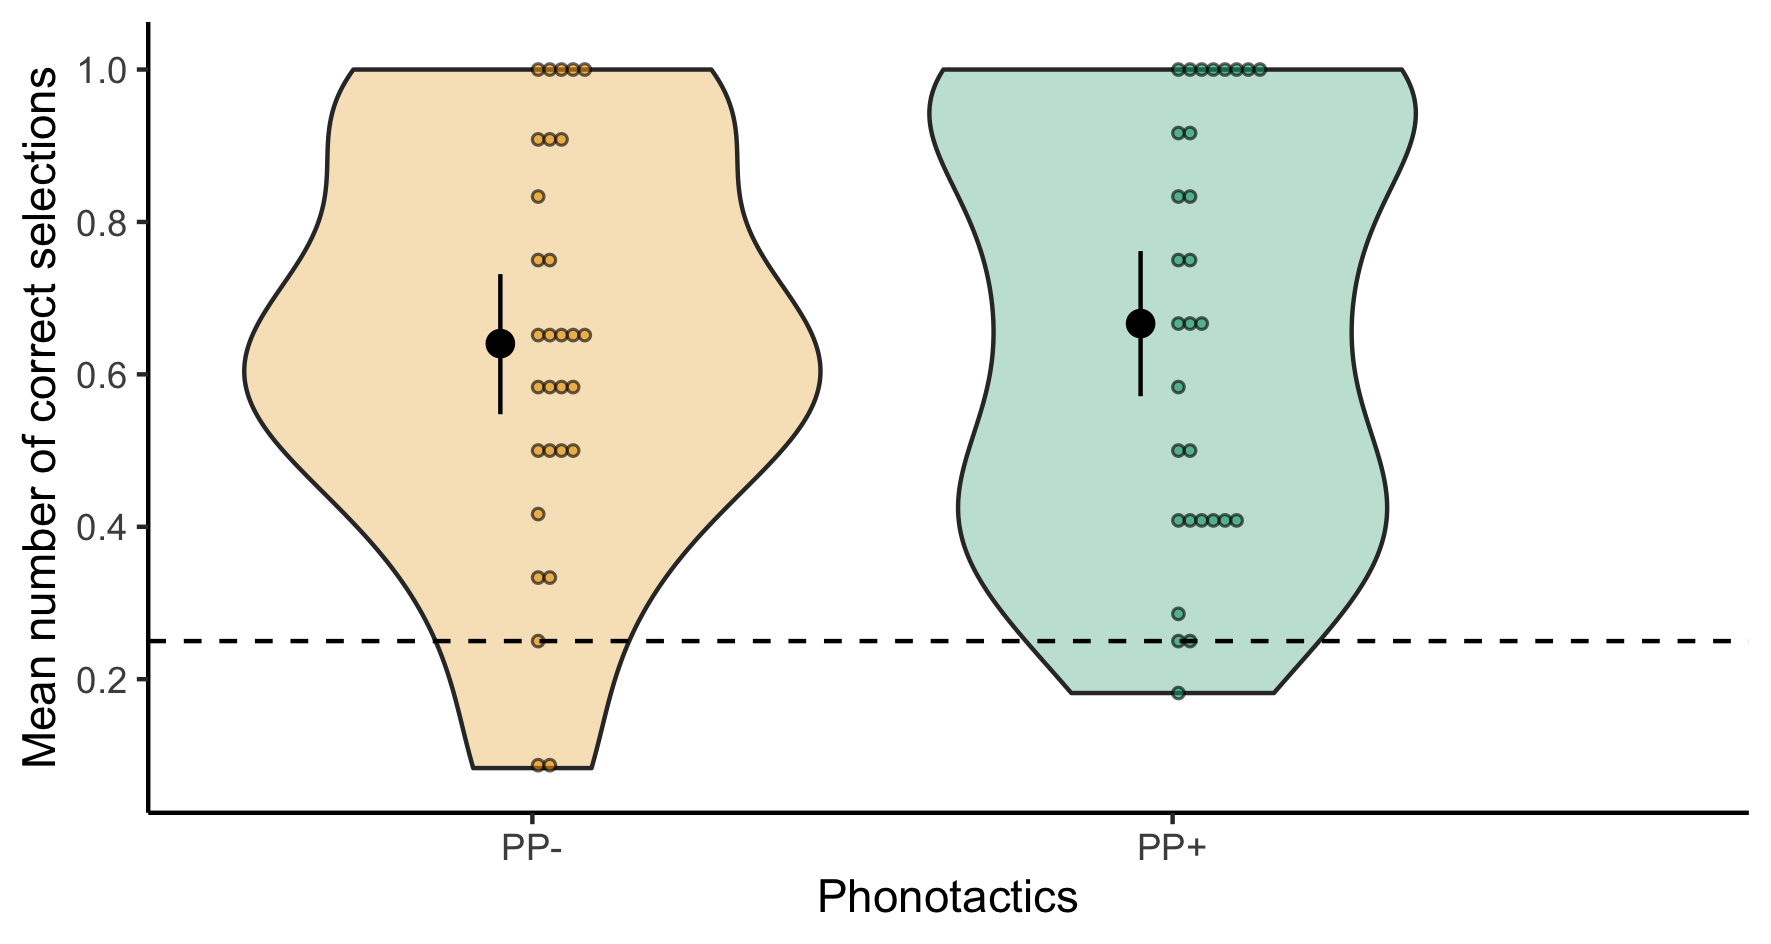 Mean number of correct selections
1.0
0.8
0.6
0.4
0.2
PP-
PP+
Phonotactics